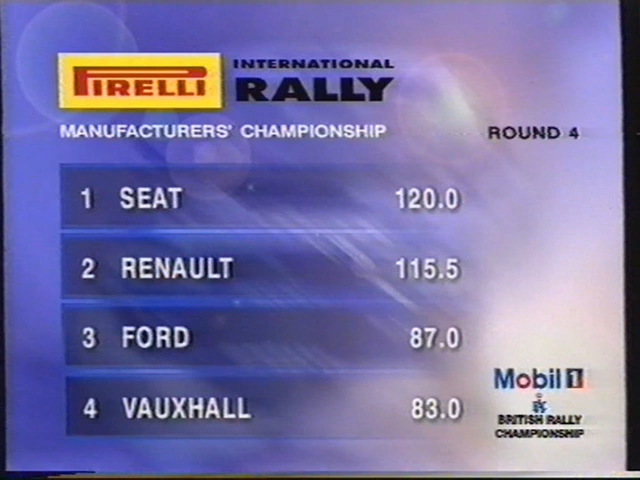 PIRELLI
INTERNATIONAL
RALLY
MANUFACTURERS' CHAMPIONSHIP
ROUND 4
1 SEAT 120.0
2 RENAULT 115.5
3 FORD 87.0
4 VAUXHALL 83.0
Mobil 1
BRITISH RALLY
CHAMPIONSHIP